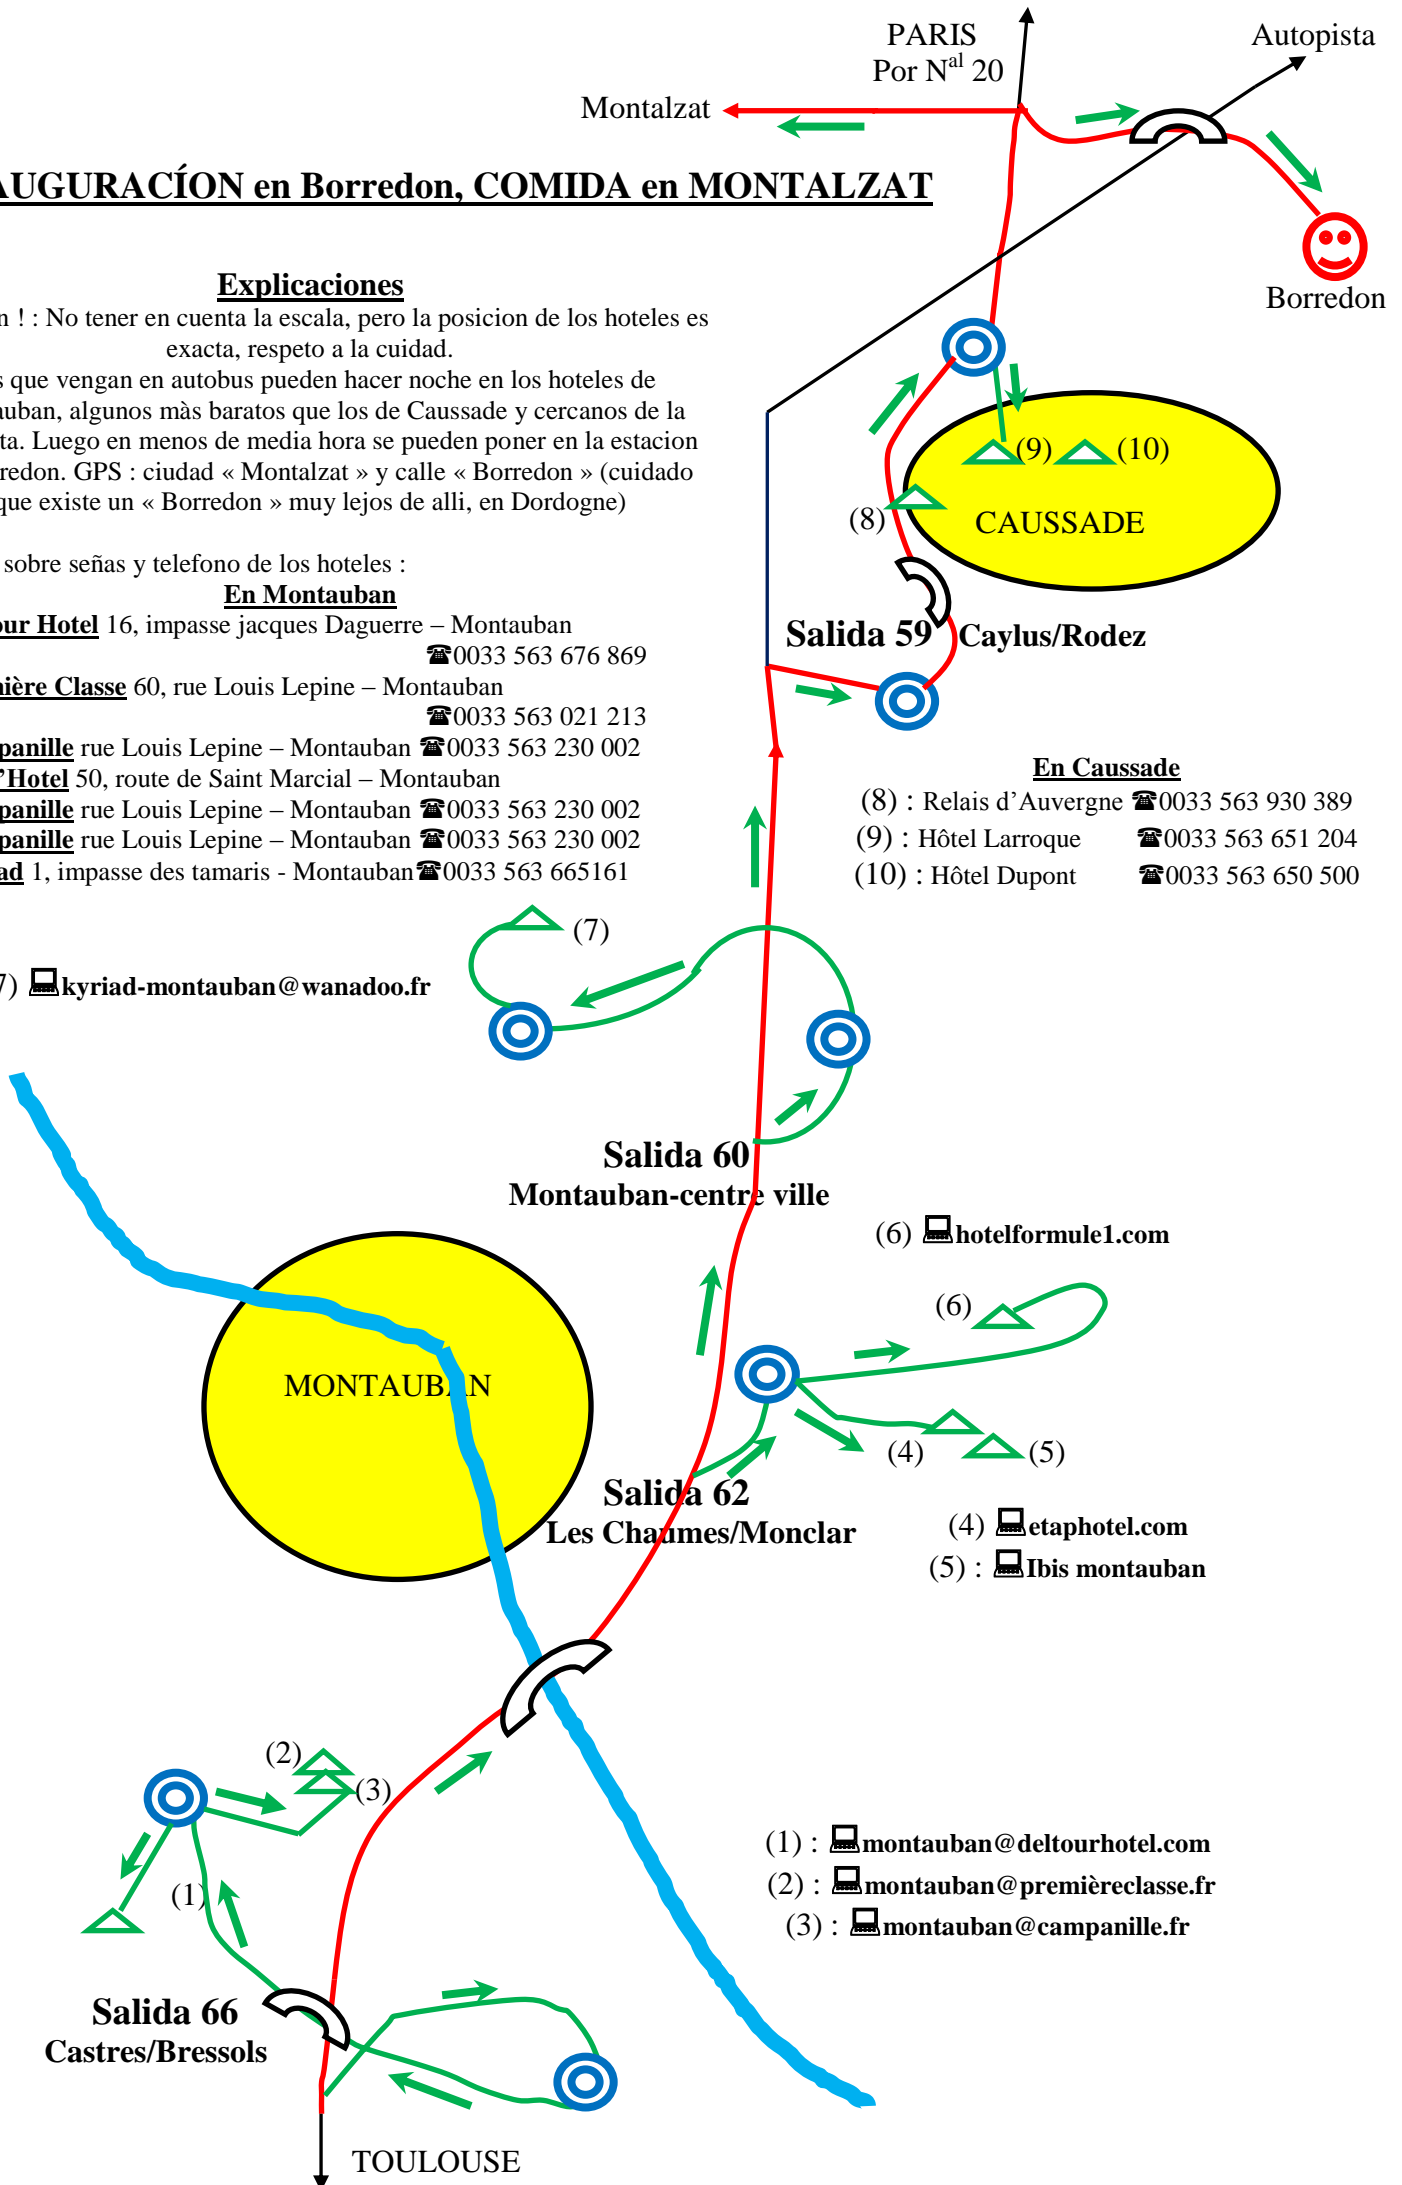 PARIS
Por Nal 20
Autopista
Montalzat
AUGURACÍON en Borredon, COMIDA en MONTALZAT
Borredon
Explicaciones
n ! : No tener en cuenta la escala, pero la posicion de los hoteles es
exacta, respeto a la cuidad.
s que vengan en autobus pueden hacer noche en los hoteles de
auban, algunos màs baratos que los de Caussade y cercanos de la
ta. Luego en menos de media hora se pueden poner en la estacion
redon. GPS : ciudad « Montalzat » y calle « Borredon » (cuidado
que existe un « Borredon » muy lejos de alli, en Dordogne)
sobre señas y telefono de los hoteles :
En Montauban
our Hotel 16, impasse jacques Daguerre – Montauban
☎0033 563 676 869
nière Classe 60, rue Louis Lepine – Montauban
☎0033 563 021 213
panille rue Louis Lepine – Montauban ☎0033 563 230 002
'Hotel 50, route de Saint Marcial – Montauban
panille rue Louis Lepine – Montauban ☎0033 563 230 002
panille rue Louis Lepine – Montauban ☎0033 563 230 002
ad 1, impasse des tamaris - Montauban☎0033 563 665161
(9)
(10)
(8)
CAUSSADE
Salida 59 Caylus/Rodez
En Caussade
(8) : Relais d'Auvergne ☎0033 563 930 389
(9) : Hôtel Larroque ☎0033 563 651 204
(10) : Hôtel Dupont ☎0033 563 650 500
(7)
7) kyriad-montauban@wanadoo.fr
Salida 60
Montauban-centre ville
(6) hotelformule1.com
(6)
MONTAUBAN
(4)
(5)
Salida 62
Les Chaumes/Monclar
(4) etaphotel.com
(5) : Ibis montauban
(2)
(3)
(1)
(1) : montauban@deltourhotel.com
(2) : montauban@premièreclasse.fr
(3) : montauban@campanille.fr
Salida 66
Castres/Bressols
TOULOUSE